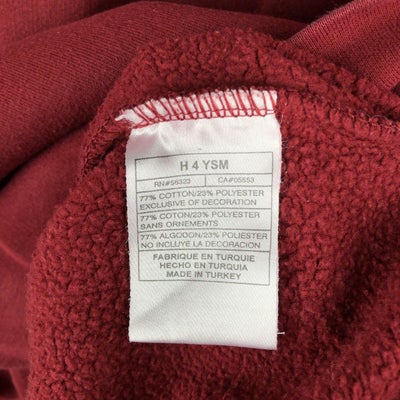 H 4 YSM
RN#56323 CA#05553
77% COTTON/23% POLYESTER
EXCLUSIVE OF DECORATION
77% COTON/23% POLYESTER
SANS ORNEMENTS
77% ALGODON/23% POLIESTER
NO INCLUYE LA DECORACION
FABRIQUE EN TURQUIE
HECHO EN TURQUIA
MADE IN TURKEY